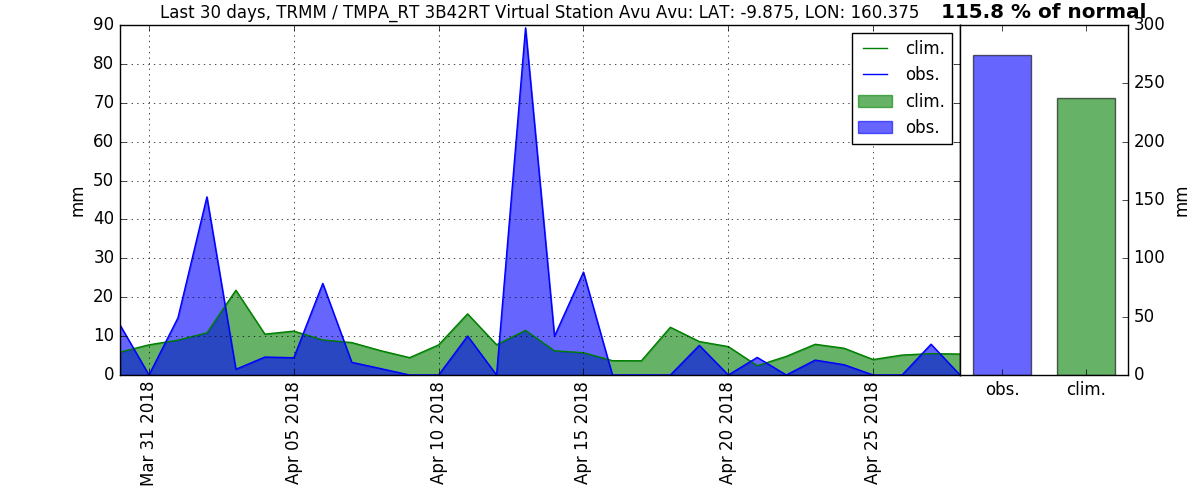 Last 30 days, TRMM / TMPA_RT 3B42RT Virtual Station Avu Avu: LAT: -9.875, LON: 160.375
115.8 % of normal
90
80
70
60
50
40
30
20
10
0
mm
clim.
obs.
clim.
obs.
Mar 31 2018
Apr 05 2018
Apr 10 2018
Apr 15 2018
Apr 20 2018
Apr 25 2018
300
250
200
150
100
50
0
mm
obs.
clim.